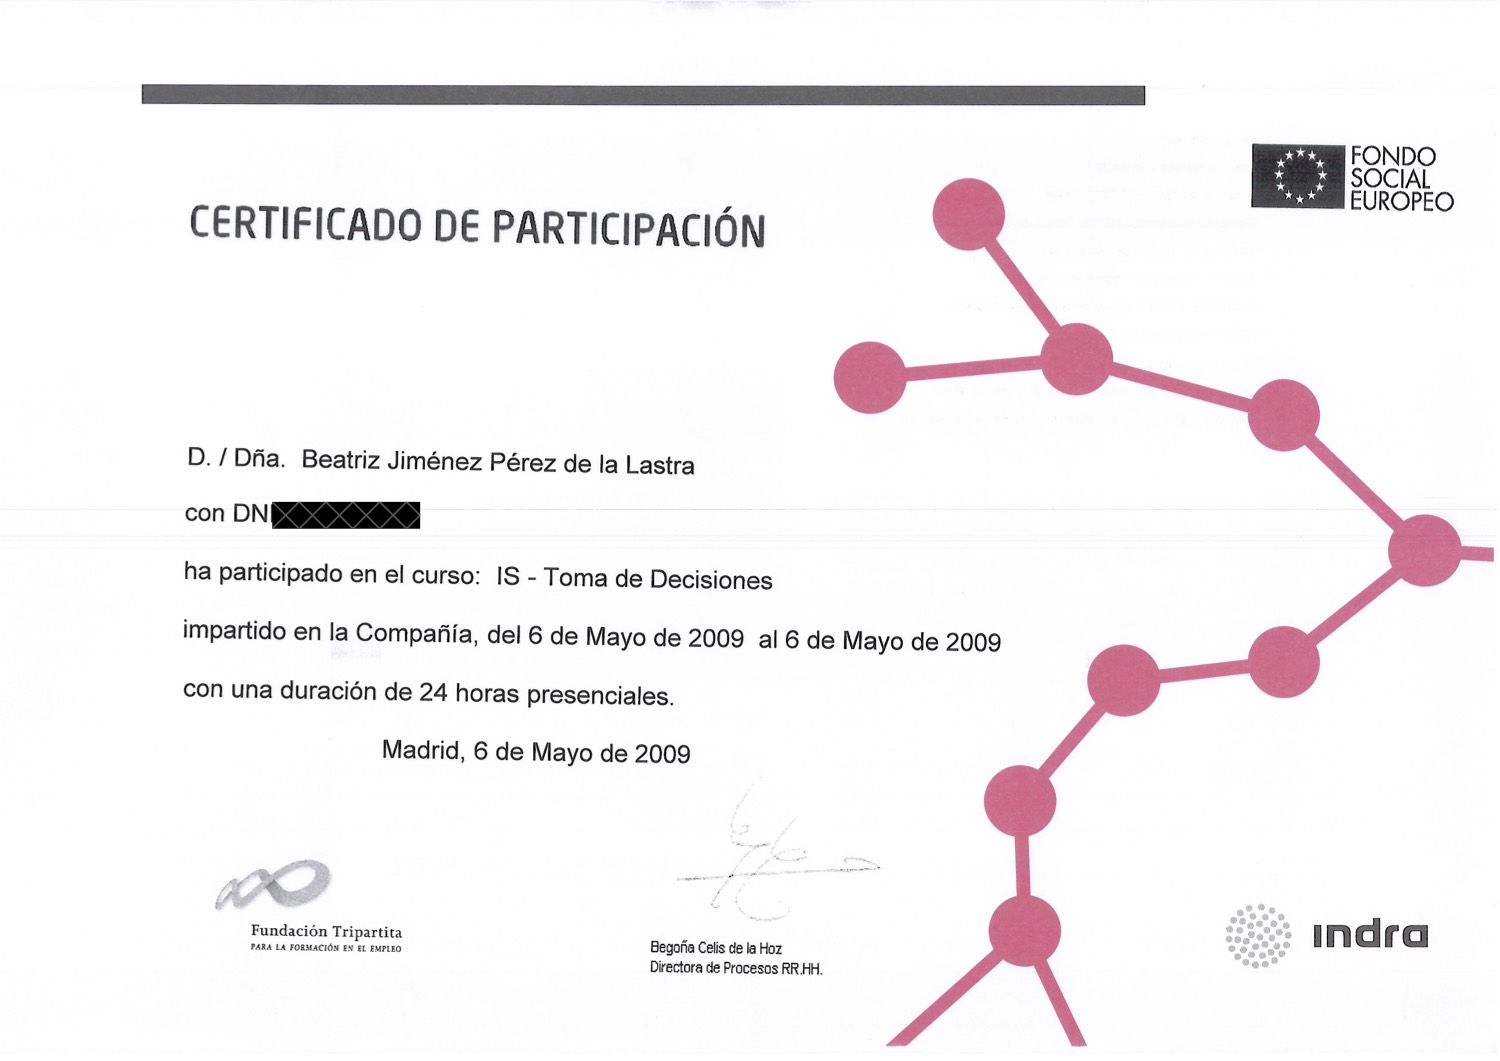 FONDO
SOCIAL
EUROPEO
CERTIFICADO DE PARTICIPACIÓN
D. / Dña.  Beatriz Jiménez Pérez de la Lastra
con DNI
ha participado en el curso:  IS - Toma de Decisiones
impartido en la Compañía, del 6 de Mayo de 2009  al 6 de Mayo de 2009
con una duración de 24 horas presenciales.
Madrid, 6 de Mayo de 2009
Fundación Tripartita
PARA LA FORMACIÓN EN EL EMPLEO
Begoña Celis de la Hoz
Directora de Procesos RR.HH.
indra